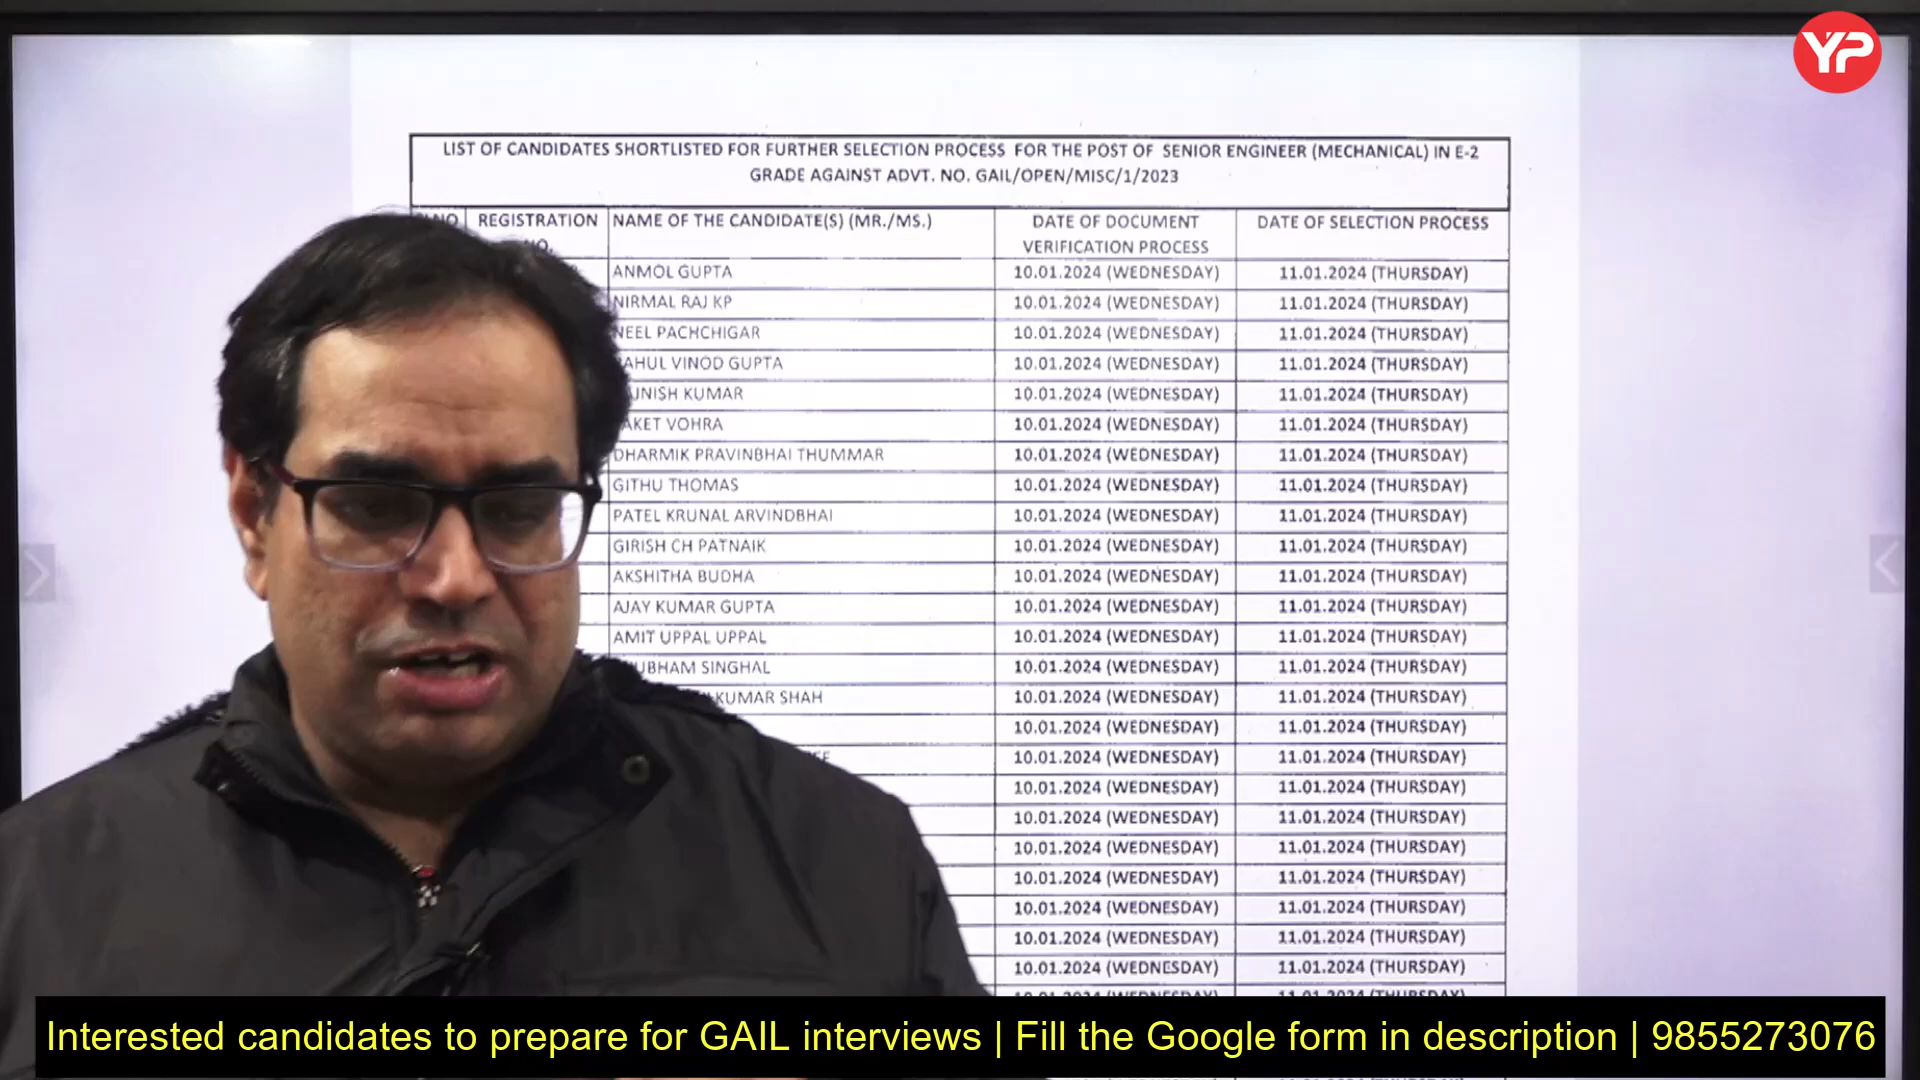 YP
LIST OF CANDIDATES SHORTLISTED FOR FURTHER SELECTION PROCESS FOR THE POST OF SENIOR ENGINEER (MECHANICAL) IN E-2
GRADE AGAINST ADVT. NO. GAIL/OPEN/MISC/1/2023
REGISTRATION NAME OF THE CANDIDATE(S) (MR./MS.) DATE OF DOCUMENT DATE OF SELECTION PROCESS
VERIFICATION PROCESS
ANMOL GUPTA 10.01.2024 (WEDNESDAY) 11.01.2024 (THURSDAY)
NIRMAL RAJ KP 10.01.2024 (WEDNESDAY) 11.01.2024 (THURSDAY)
NEEL PACHCHIGAR 10.01.2024 (WEDNESDAY) 11.01.2024 (THURSDAY)
VINOD GUPTA 10.01.2024 (WEDNESDAY) 11.01.2024 (THURSDAY)
KUMAR 10.01.2024 (WEDNESDAY) 11.01.2024 (THURSDAY)
VOHRA 10.01.2024 (WEDNESDAY) 11.01.2024 (THURSDAY)
DHARMIK PRAVINBHAI THUMMAR 10.01.2024 (WEDNESDAY) 11.01.2024 (THURSDAY)
GITHU THOMAS 10.01.2024 (WEDNESDAY) 11.01.2024 (THURSDAY)
PATEL KRUNAL ARVINDBHAI 10.01.2024 (WEDNESDAY) 11.01.2024 (THURSDAY)
GIRISH CH PATNAIK 10.01.2024 (WEDNESDAY) 11.01.2024 (THURSDAY)
AKSHITHA BUDHA 10.01.2024 (WEDNESDAY) 11.01.2024 (THURSDAY)
AJAY KUMAR GUPTA 10.01.2024 (WEDNESDAY) 11.01.2024 (THURSDAY)
AMIT UPPAL UPPAL 10.01.2024 (WEDNESDAY) 11.01.2024 (THURSDAY)
SINGHAL 10.01.2024 (WEDNESDAY) 11.01.2024 (THURSDAY)
KUMAR SHAH 10.01.2024 (WEDNESDAY) 11.01.2024 (THURSDAY)
10.01.2024 (WEDNESDAY) 11.01.2024 (THURSDAY)
10.01.2024 (WEDNESDAY) 11.01.2024 (THURSDAY)
10.01.2024 (WEDNESDAY) 11.01.2024 (THURSDAY)
10.01.2024 (WEDNESDAY) 11.01.2024 (THURSDAY)
10.01.2024 (WEDNESDAY) 11.01.2024 (THURSDAY)
10.01.2024 (WEDNESDAY) 11.01.2024 (THURSDAY)
10.01.2024 (WEDNESDAY) 11.01.2024 (THURSDAY)
10.01.2024 (WEDNESDAY) 11.01.2024 (THURSDAY)
10.01.2024 (WEDNESDAY) 11.01.2024 (THURSDAY)
Interested candidates to prepare for GAIL interviews | Fill the Google form in description | 9855273076